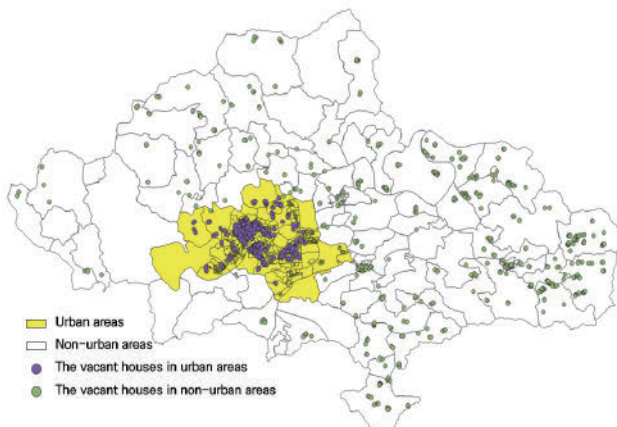 Urban areas
Non-urban areas
The vacant houses in urban areas
The vacant houses in non-urban areas